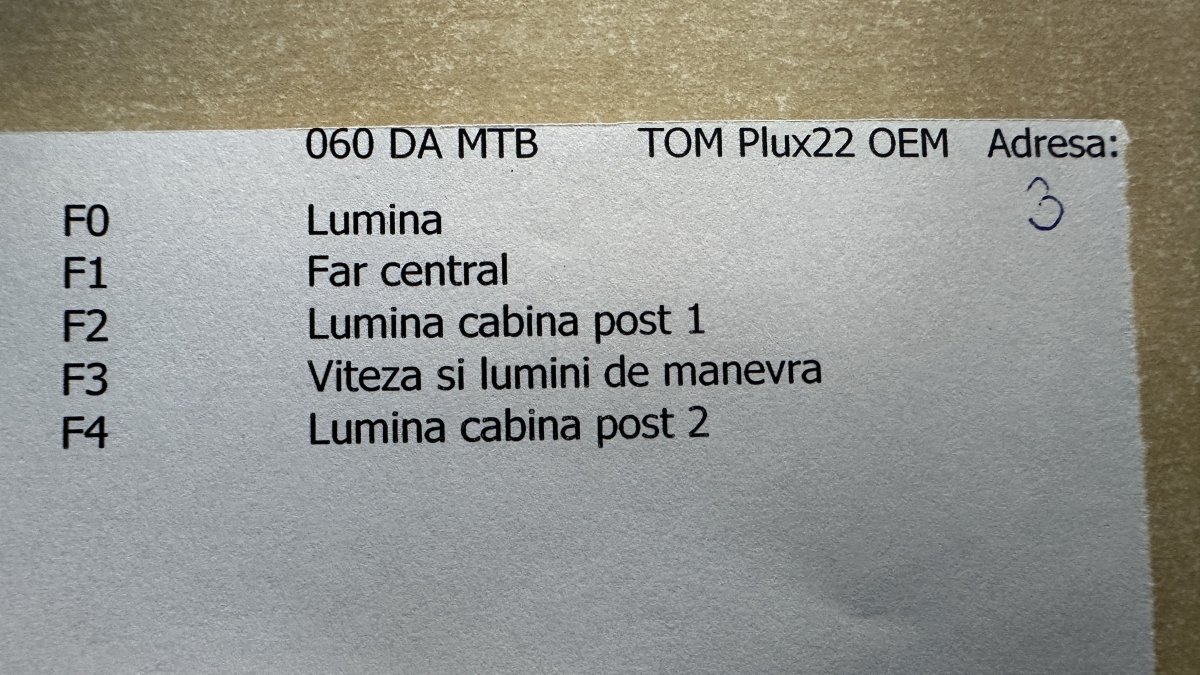 060 DA MTB TOM Plux22 OEM Adresa:
3
F0 Lumina
F1 Far central
F2 Lumina cabina post 1
F3 Viteza si lumini de manevra
F4 Lumina cabina post 2